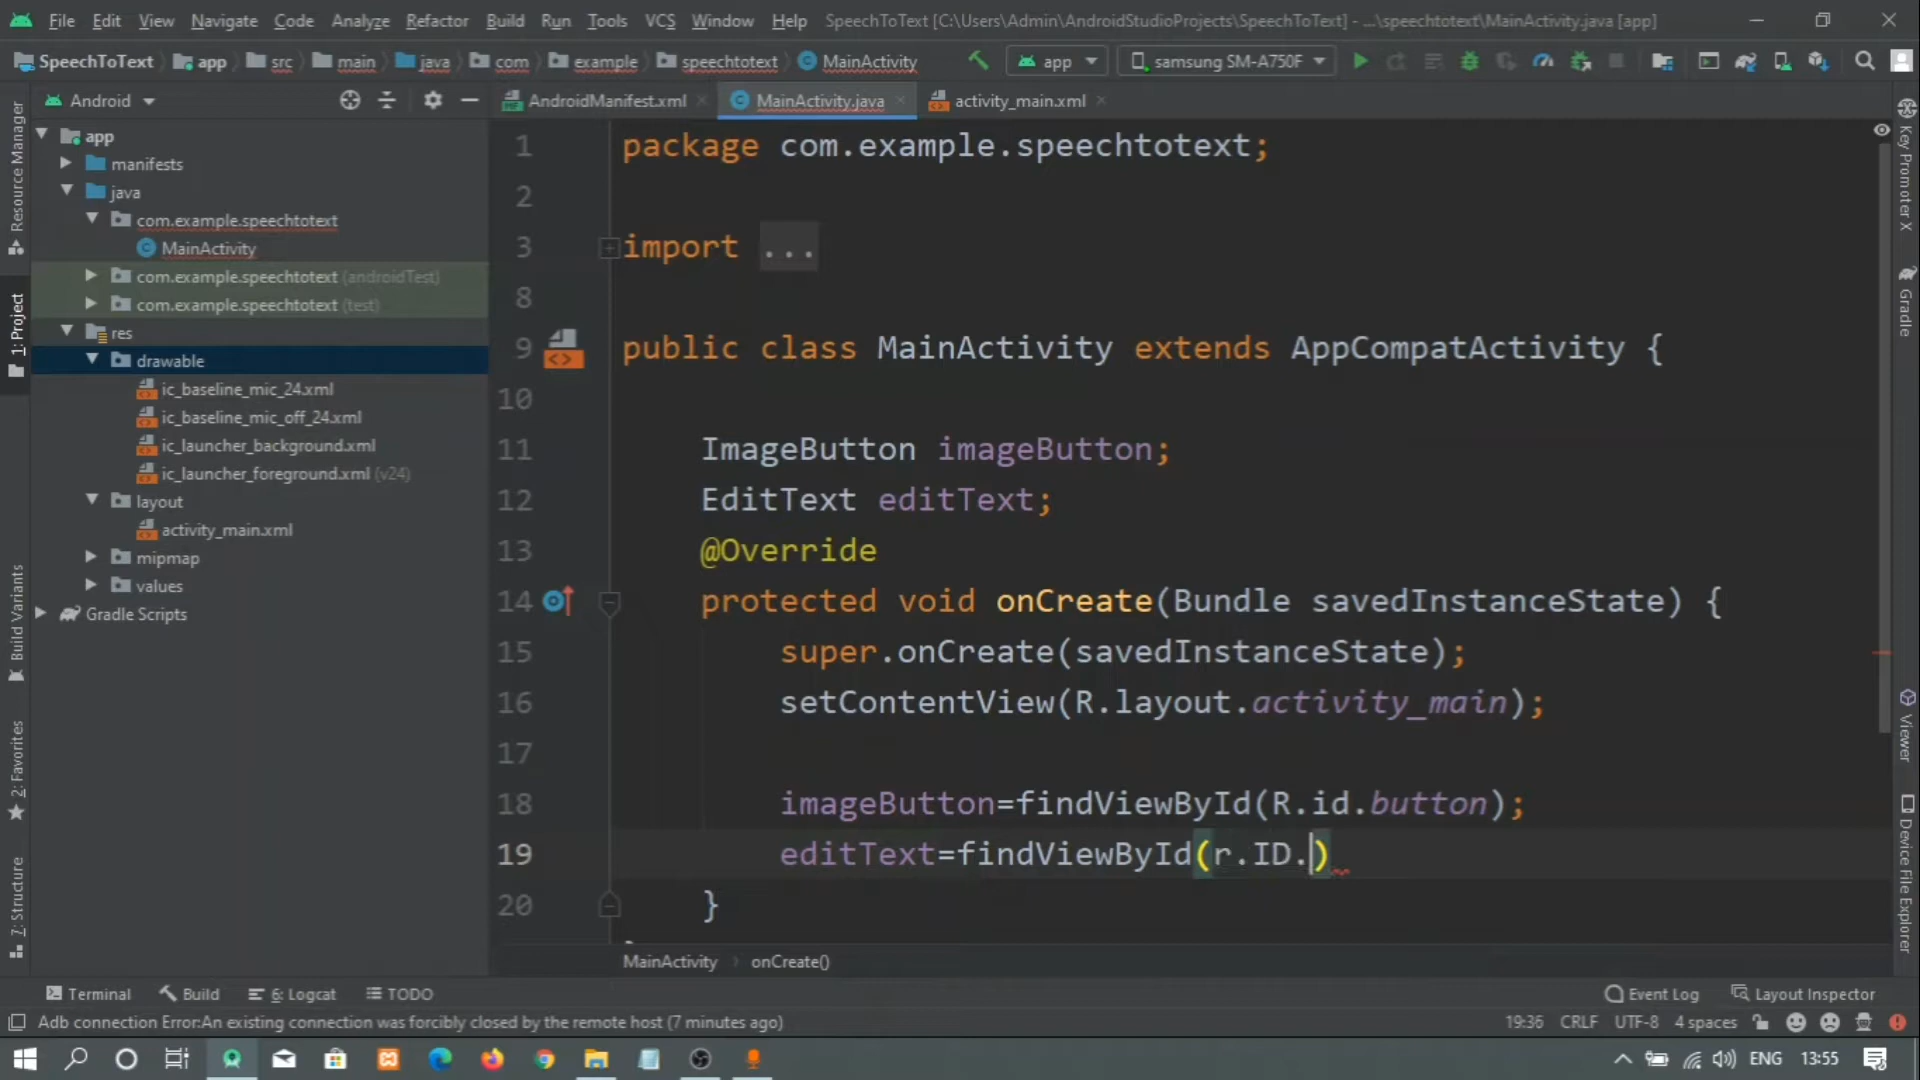 File Edit View Navigate Code Analyze Refactor Build Run Tools VCS Window Help SpeechToText [C:\Users\Admin\AndroidStudioProjects\SpeechToText] - ...\speechtotext\MainActivity.java [app]
SpeechToText app src main java com example speechtotext MainActivity app samsung SM-A750F
Android AndroidManifest.xml MainActivity.java activity_main.xml
Resource Manager
1: Project
Build Variants
2: Favorites
7: Structure
app
manifests
java
com.example.speechtotext
MainActivity
com.example.speechtotext (androidTest)
com.example.speechtotext (test)
res
drawable
ic_baseline_mic_24.xml
ic_baseline_mic_off_24.xml
ic_launcher_background.xml
ic_launcher_foreground.xml (v24)
layout
activity_main.xml
mipmap
values
Gradle Scripts
1 package com.example.speechtotext;
2
3 import ...
8
9 public class MainActivity extends AppCompatActivity {
10
11 ImageButton imageButton;
12 EditText editText;
13 @Override
14 protected void onCreate(Bundle savedInstanceState) {
15 super.onCreate(savedInstanceState);
16 setContentView(R.layout.activity_main);
17
18 imageButton=findViewById(R.id.button);
19 editText=findViewById(r.ID.)
20 }
Key Promoter X
Gradle
Viewer
Device File Explorer
MainActivity onCreate()
Terminal Build 6: Logcat TODO Event Log Layout Inspector
Adb connection Error:An existing connection was forcibly closed by the remote host (7 minutes ago) 19:36 CRLF UTF-8 4 spaces
ENG 13:55